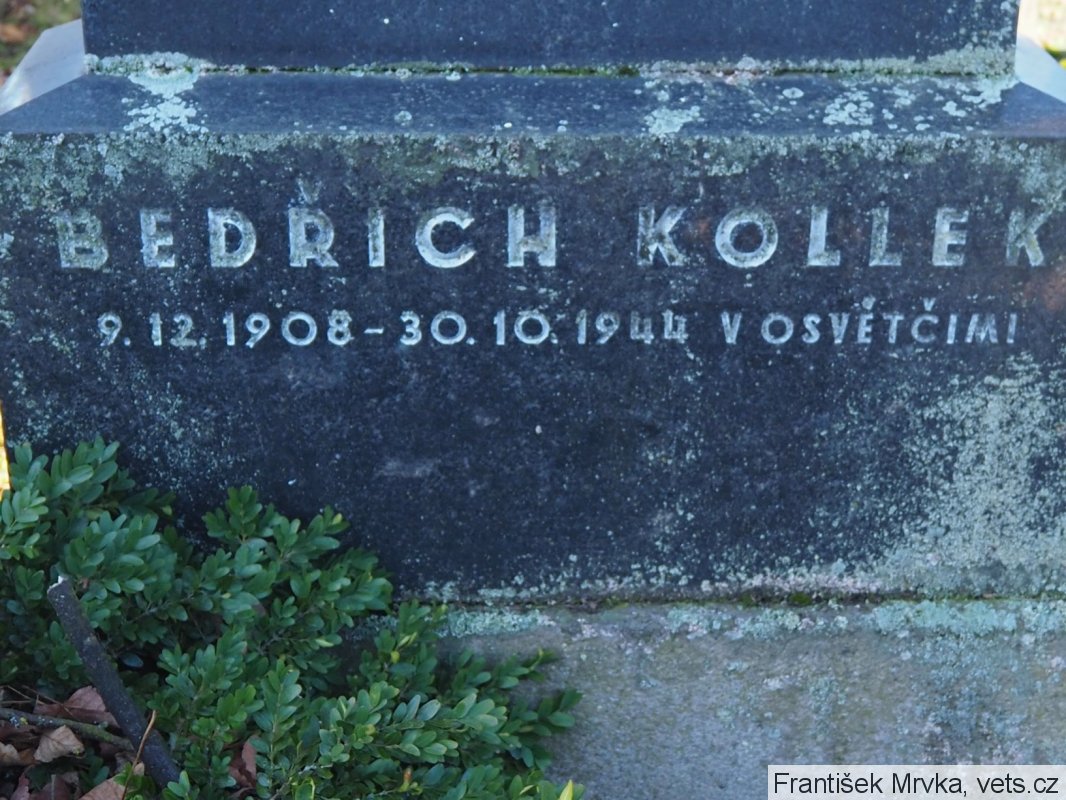 BEDŘICH KOLLEK
9. 12. 1908 – 30. 10. 1944 V OSVĚTČIMI
František Mrvka, vets.cz